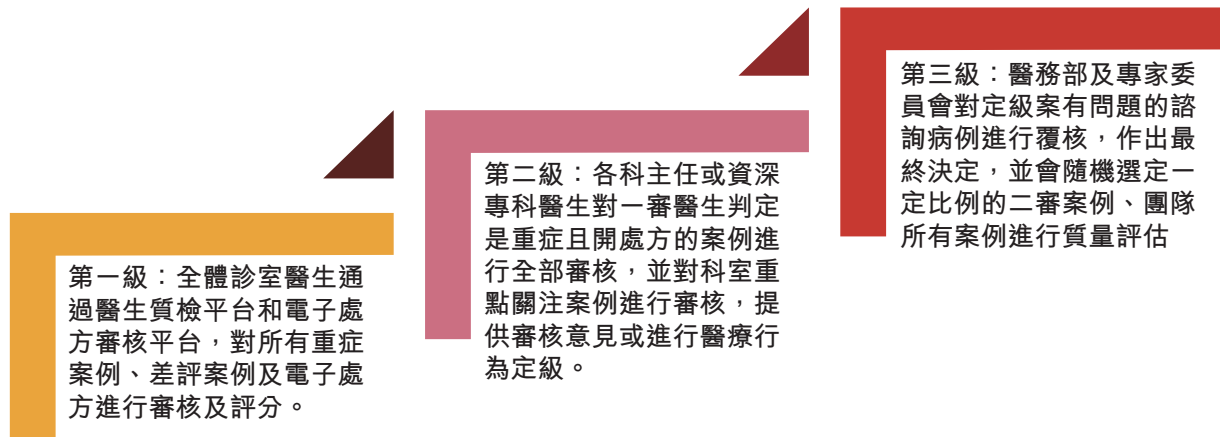 第一級：全體診室醫生通
過醫生質檢平台和電子處
方審核平台，對所有重症
案例、差評案例及電子處
方進行審核及評分。
第二級：各科主任或資深
專科醫生對一審醫生判定
是重症且開處方的案例進
行全部審核，並對科室重
點關注案例進行審核，提
供審核意見或進行醫療行
為定級。
第三級：醫務部及專家委
員會對定級案有問題的諮
詢病例進行覆核，作出最
終決定，並會隨機選定一
定比例的二審案例、團隊
所有案例進行質量評估